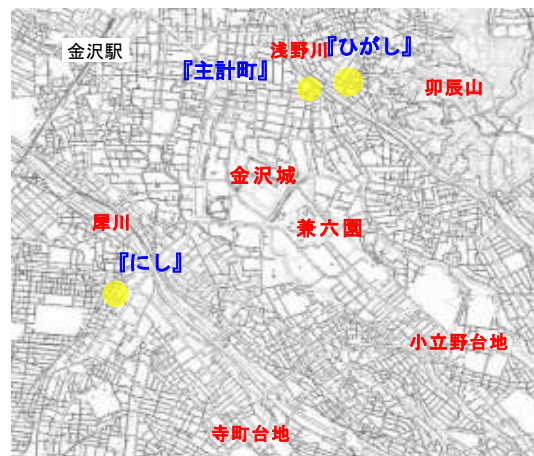 金沢駅
浅野川
『ひがし』
『主計町』
卯辰山
金沢城
兼六園
犀川
『にし』
小立野台地
寺町台地